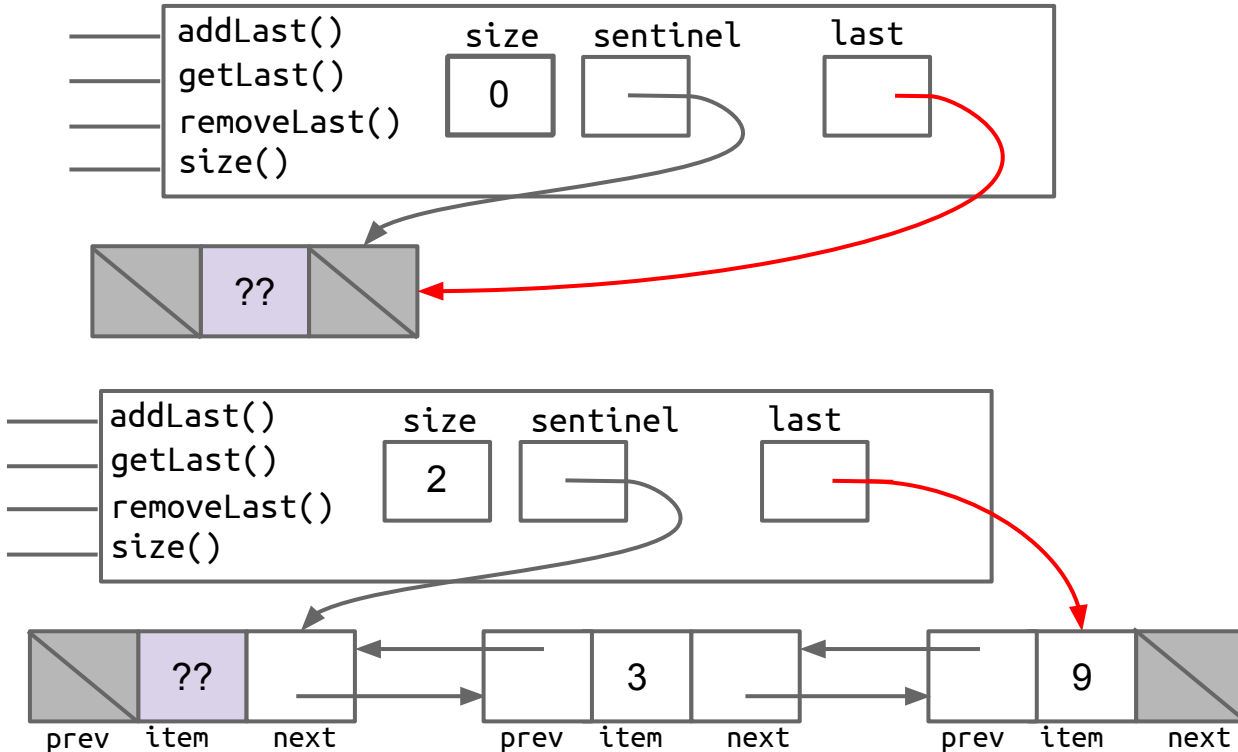 addLast()
size sentinel last
getLast()
0
removeLast()
size()
??
addLast()
size sentinel last
getLast()
2
removeLast()
size()
?? 3 9
prev item next prev item next prev item next